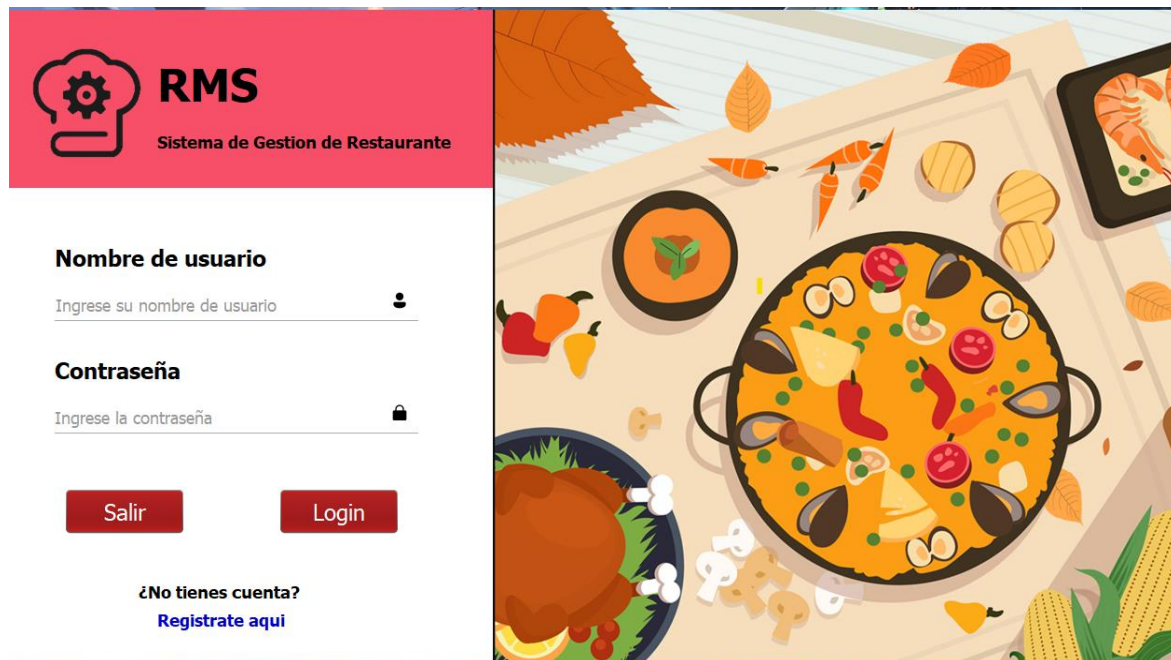 RMS
Sistema de Gestion de Restaurante
Nombre de usuario
Ingrese su nombre de usuario
Contraseña
Ingrese la contraseña
Salir
Login
¿No tienes cuenta?
Registrate aqui